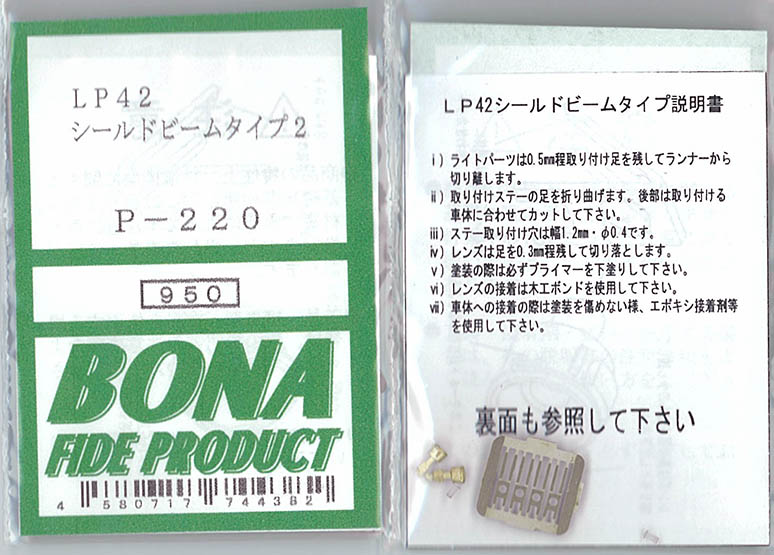 LP42
シールドビームタイプ2
P-220
950
BONA
FIDE PRODUCT
4 580717 744382
LP42シールドビームタイプ説明書
ⅰ）ライトパーツは0.5㎜程取り付け足を残してランナーから
切り離します。
ⅱ）取り付けステーの足を折り曲げます。後部は取り付ける
車体に合わせてカットして下さい。
ⅲ）ステー取り付け穴は幅1.2㎜・φ0.4です。
ⅳ）レンズは足を0.3㎜程残して切り落とします。
ⅴ）塗装の際は必ずプライマーを下塗りして下さい。
ⅵ）レンズの接着は木工ボンドを使用して下さい。
ⅶ）車体への接着の際は塗装を傷めない様、エポキシ接着剤等
を使用して下さい。
裏面も参照して下さい